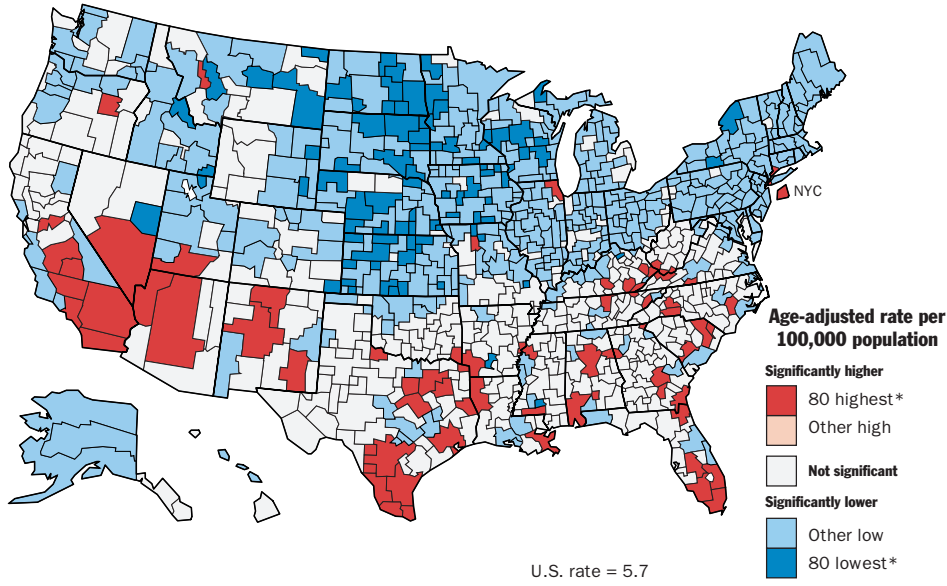 NYC
Age-adjusted rate per
100,000 population
Significantly higher
80 highest*
Other high
Not significant
Significantly lower
Other low
80 lowest*
U.S. rate = 5.7